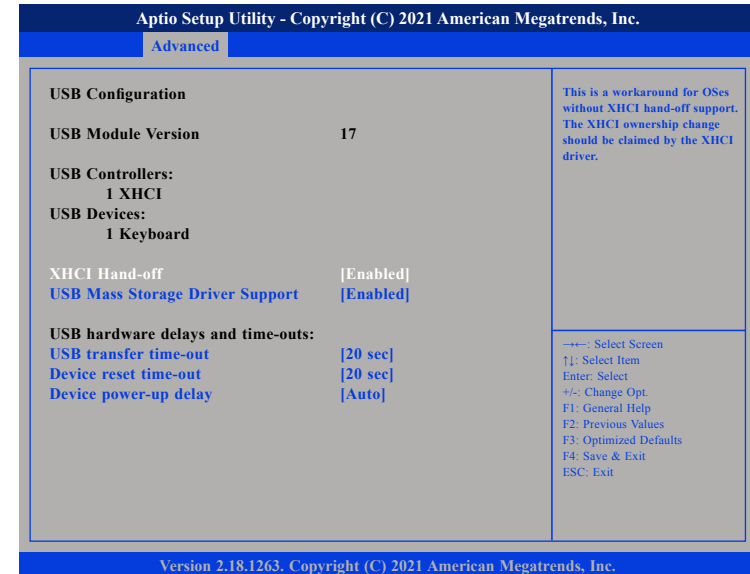 Aptio Setup Utility - Copyright (C) 2021 American Megatrends, Inc.
Advanced
USB Configuration
USB Module Version 17
USB Controllers:
1 XHCI
USB Devices:
1 Keyboard
XHCI Hand-off [Enabled]
USB Mass Storage Driver Support [Enabled]
USB hardware delays and time-outs:
USB transfer time-out [20 sec]
Device reset time-out [20 sec]
Device power-up delay [Auto]
This is a workaround for OSes
without XHCI hand-off support.
The XHCI ownership change
should be claimed by the XHCI
driver.
→←: Select Screen
↑↓: Select Item
Enter: Select
+/-: Change Opt.
F1: General Help
F2: Previous Values
F3: Optimized Defaults
F4: Save & Exit
ESC: Exit
Version 2.18.1263. Copyright (C) 2021 American Megatrends, Inc.